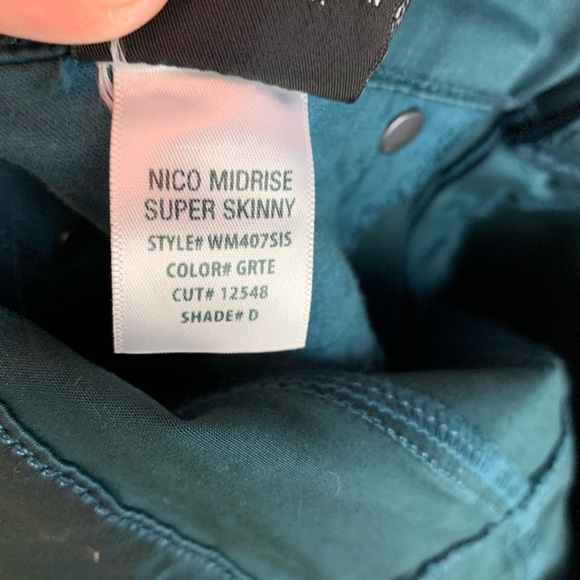 NICO MIDRISE
SUPER SKINNY
STYLE# WM407SIS
COLOR# GRTE
CUT# 12548
SHADE# D